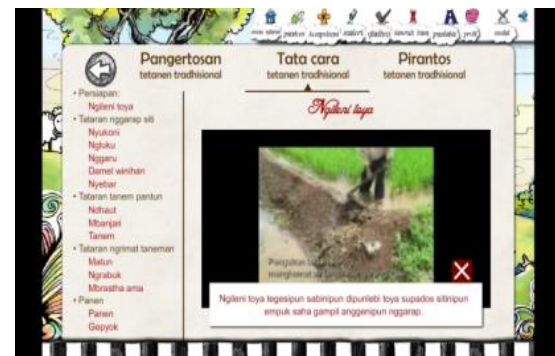 Pangertosan
tetanen tradhisional
Tata cara
tetanen tradhisional
Pirantos
tetanen tradhisional
• Persiapan:
Ngileni toya
• Tataran nggarap siti
Nyukoni
Ngluku
Nggaru
Damel winihan
Nyebar
• Tataran tanem pantun
Ndhaut
Mbanjari
Tanem
• Tataran ngrimat taneman
Matun
Ngrabuk
Mbrastha ama
• Panen
Panen
Gepyok
Ngileni toya
X
Ngileni toya tegesipun sabinipun dipunlebi toya supados sitinipun
empuk saha gampil anggenipun nggarap.